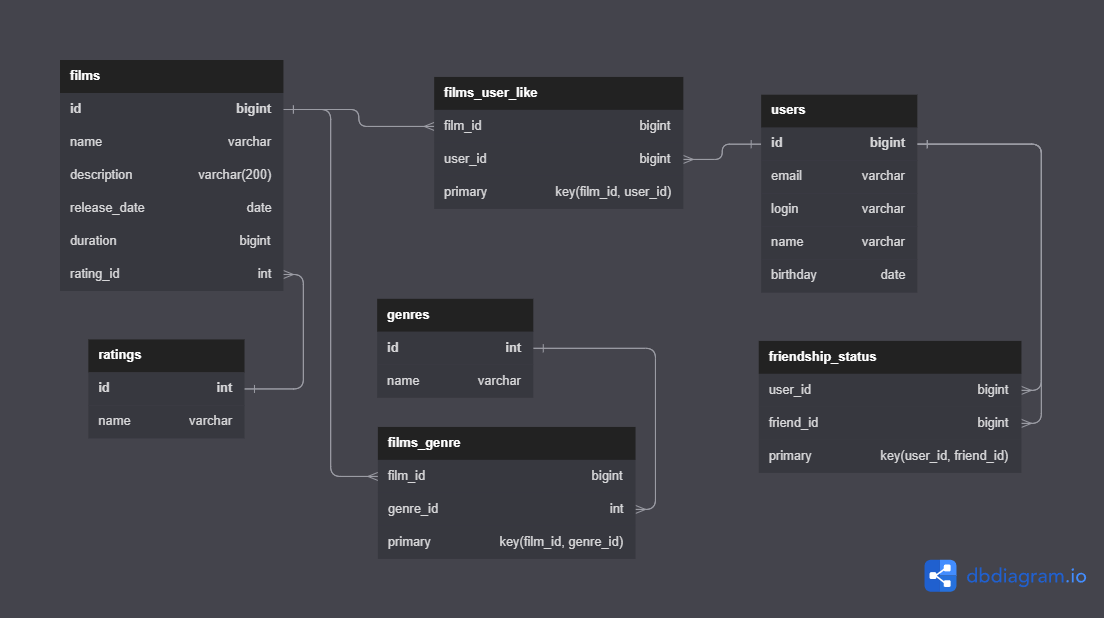 films
id bigint
name varchar
description varchar(200)
release_date date
duration bigint
rating_id int
ratings
id int
name varchar
films_user_like
film_id bigint
user_id bigint
primary key(film_id, user_id)
genres
id int
name varchar
films_genre
film_id bigint
genre_id int
primary key(film_id, genre_id)
users
id bigint
email varchar
login varchar
name varchar
birthday date
friendship_status
user_id bigint
friend_id bigint
primary key(user_id, friend_id)
dbdiagram.io